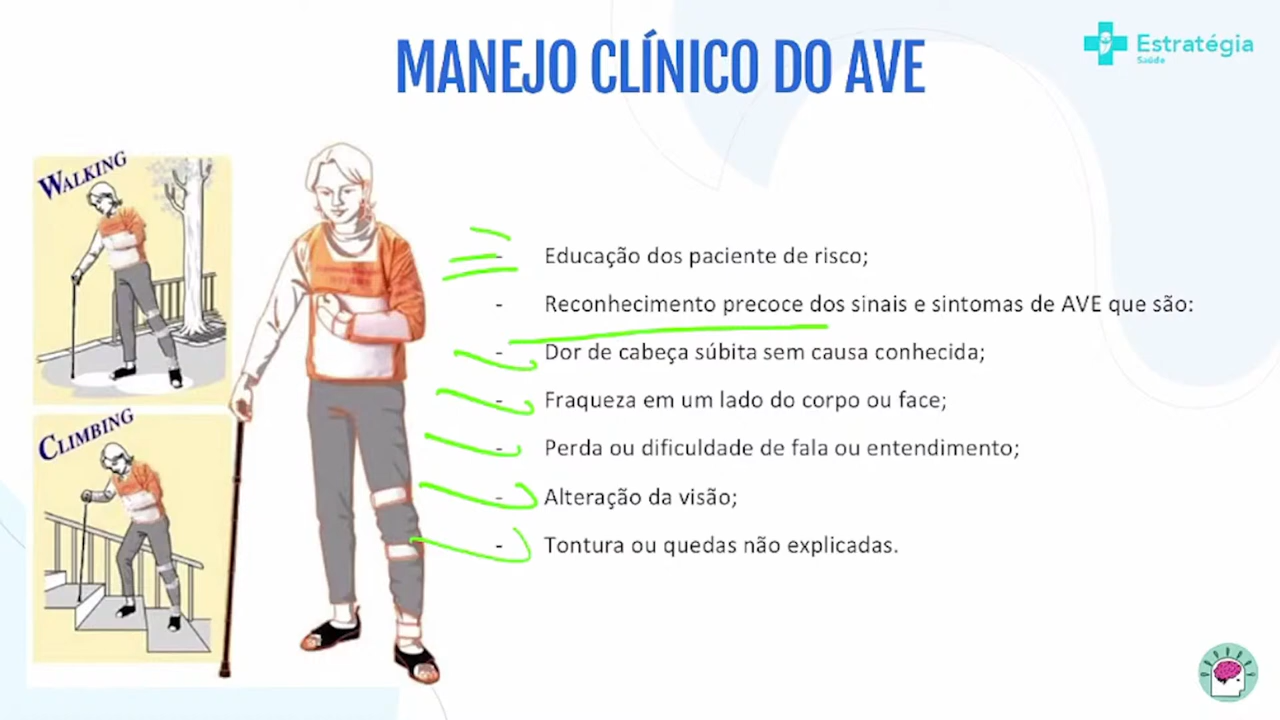 MANEJO CLÍNICO DO AVE
Estratégia
Saúde
WALKING
CLIMBING
- Educação dos paciente de risco;
- Reconhecimento precoce dos sinais e sintomas de AVE que são:
- Dor de cabeça súbita sem causa conhecida;
- Fraqueza em um lado do corpo ou face;
- Perda ou dificuldade de fala ou entendimento;
- Alteração da visão;
- Tontura ou quedas não explicadas.